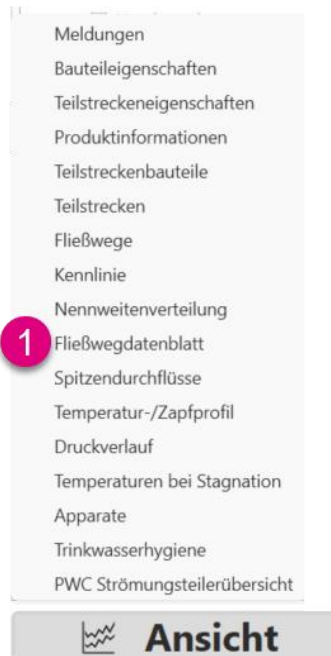 Meldungen
Bauteileigenschaften
Teilstreckeneigenschaften
Produktinformationen
Teilstreckenbauteile
Teilstrecken
Fließwege
Kennlinie
Nennweitenverteilung
1 Fließwegdatenblatt
Spitzendurchflüsse
Temperatur-/Zapfprofil
Druckverlauf
Temperaturen bei Stagnation
Apparate
Trinkwasserhygiene
PWC Strömungsteilerübersicht
Ansicht